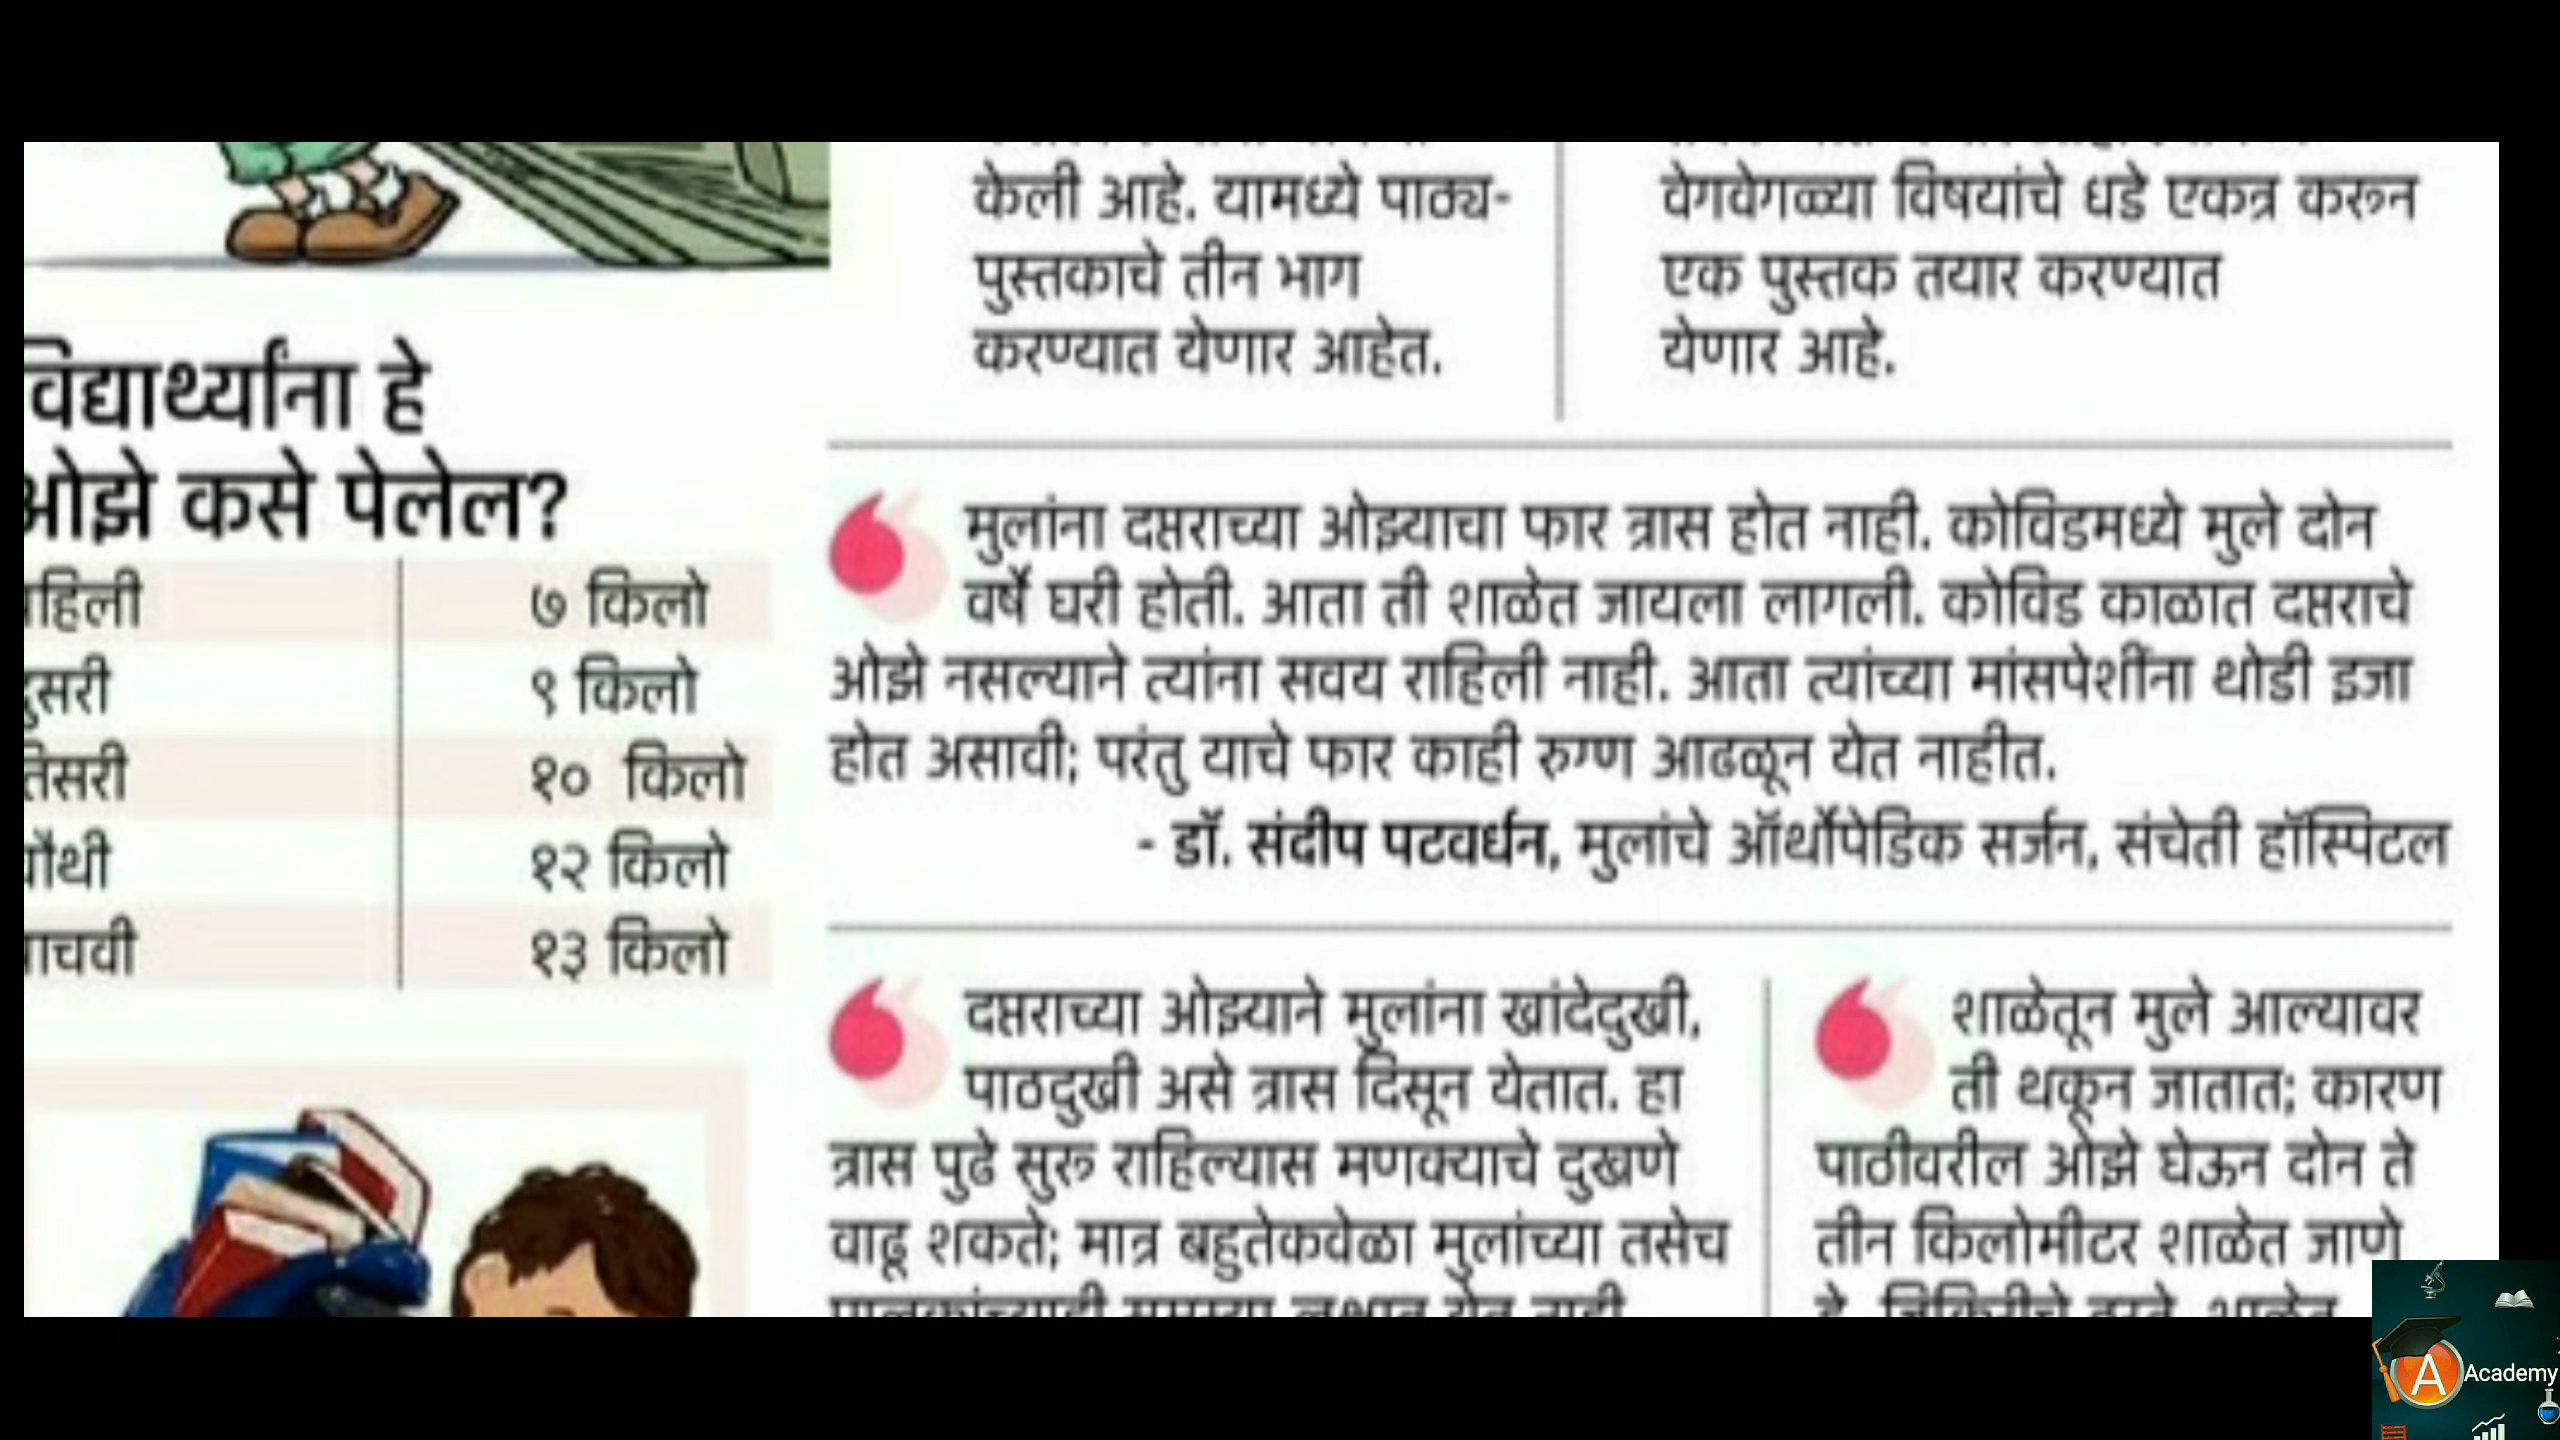 केली आहे. यामध्ये पाठ्य-
पुस्तकाचे तीन भाग
करण्यात येणार आहेत.
वेगवेगळ्या विषयांचे धडे एकत्र करून
एक पुस्तक तयार करण्यात
येणार आहे.
विद्यार्थ्यांना हे
ओझे कसे पेलेल?
पहिली ७ किलो
दुसरी ९ किलो
तिसरी १० किलो
चौथी १२ किलो
पाचवी १३ किलो
मुलांना दप्तराच्या ओझ्याचा फार त्रास होत नाही. कोविडमध्ये मुले दोन
वर्षे घरी होती. आता ती शाळेत जायला लागली. कोविड काळात दप्तराचे
ओझे नसल्याने त्यांना सवय राहिली नाही. आता त्यांच्या मांसपेशींना थोडी इजा
होत असावी; परंतु याचे फार काही रुग्ण आढळून येत नाहीत.
- डॉ. संदीप पटवर्धन, मुलांचे ऑर्थोपेडिक सर्जन, संचेती हॉस्पिटल
दप्तराच्या ओझ्याने मुलांना खांदेदुखी,
पाठदुखी असे त्रास दिसून येतात. हा
त्रास पुढे सुरू राहिल्यास मणक्याचे दुखणे
वाढू शकते; मात्र बहुतेकवेळा मुलांच्या तसेच
शाळेतून मुले आल्यावर
ती थकून जातात; कारण
पाठीवरील ओझे घेऊन दोन ते
तीन किलोमीटर शाळेत जाणे
A Academy